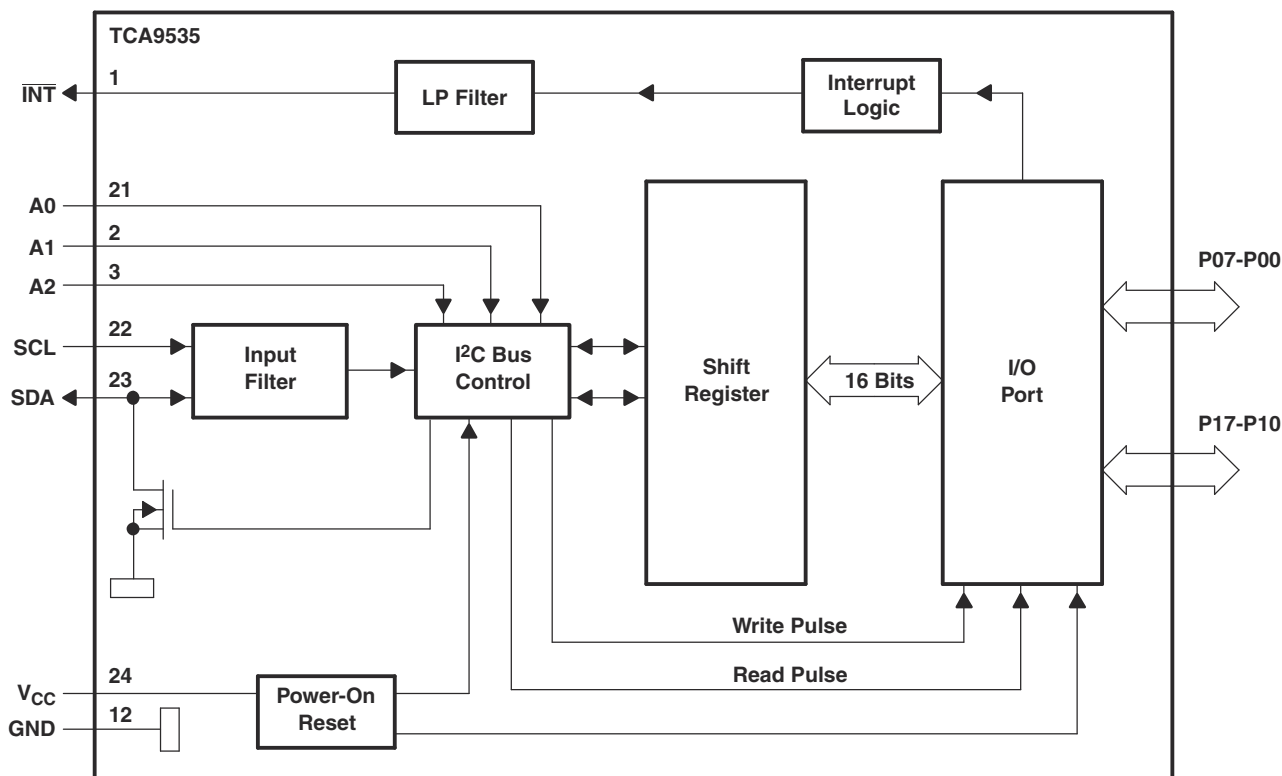 TCA9535
1
INT
LP Filter
Interrupt
Logic
21
A0
2
A1
3
A2
22
SCL
23
SDA
Input
Filter
I²C Bus
Control
Shift
Register
16 Bits
I/O
Port
P07-P00
P17-P10
Write Pulse
Read Pulse
24
VCC
12
GND
Power-On
Reset